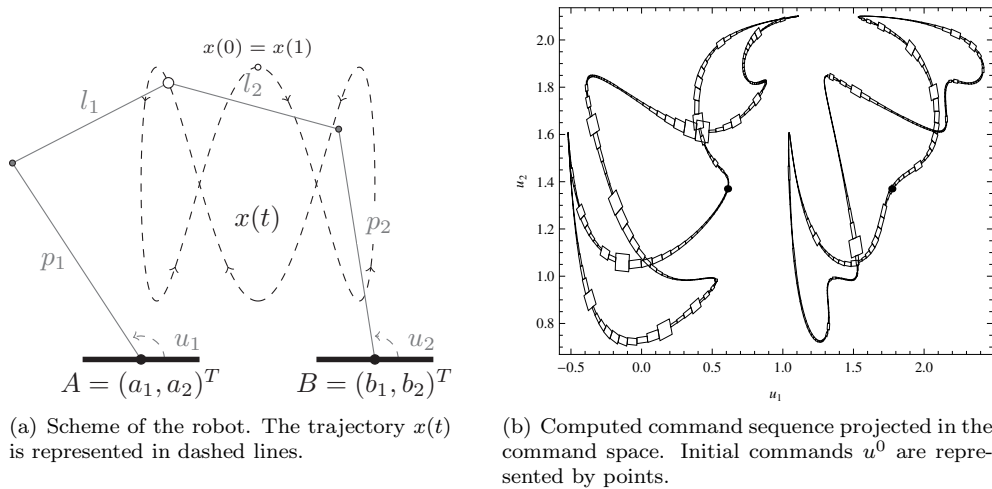 x(0) = x(1)
l₁
l₂
x(t)
p₁
p₂
u₁
u₂
A = (a₁, a₂)ᵀ
B = (b₁, b₂)ᵀ
(a) Scheme of the robot. The trajectory x(t)
is represented in dashed lines.
2.0
1.8
1.6
1.4
1.2
1.0
0.8
u₂
−0.5
0.0
0.5
1.0
1.5
2.0
u₁
(b) Computed command sequence projected in the
command space. Initial commands u⁰ are repre-
sented by points.